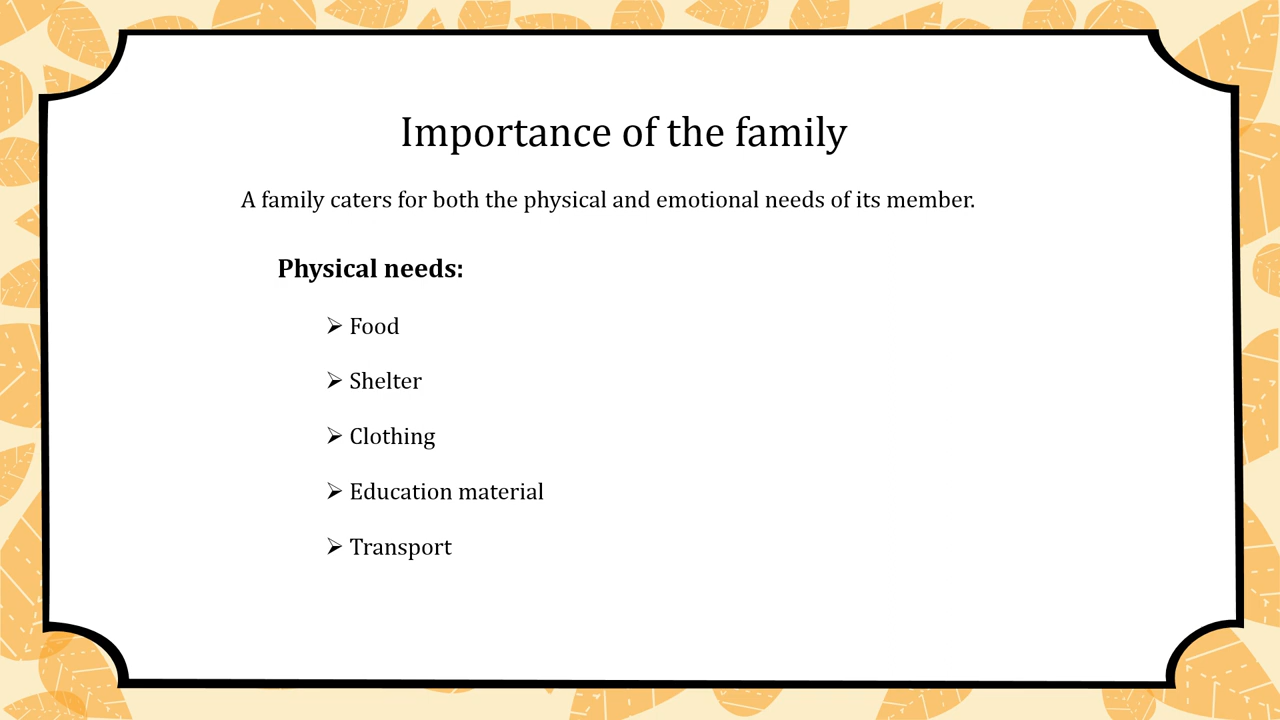 Importance of the family
A family caters for both the physical and emotional needs of its member.
Physical needs:
➢ Food
➢ Shelter
➢ Clothing
➢ Education material
➢ Transport